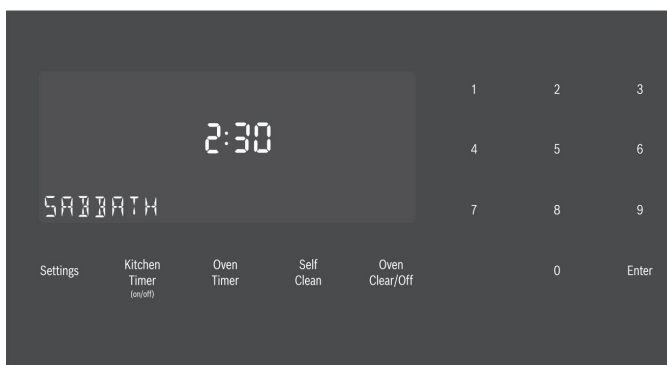 1 2 3
2:30
4 5 6
SABBATH
7 8 9
Settings
Kitchen Timer (on/off)
Oven Timer
Self Clean
Oven Clear/Off
0
Enter